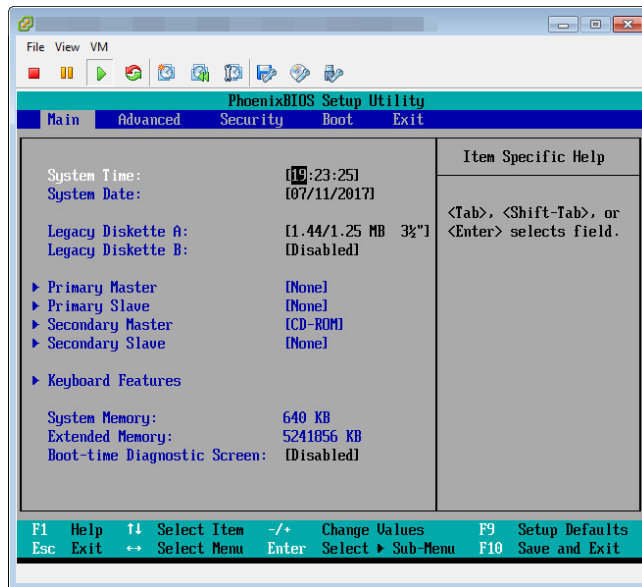 File View VM
PhoenixBIOS Setup Utility
Main Advanced Security Boot Exit
Item Specific Help
System Time: [19:23:25]
System Date: [07/11/2017]
<Tab>, <Shift-Tab>, or
Legacy Diskette A: [1.44/1.25 MB 3½"] <Enter> selects field.
Legacy Diskette B: [Disabled]
▶ Primary Master [None]
▶ Primary Slave [None]
▶ Secondary Master [CD-ROM]
▶ Secondary Slave [None]
▶ Keyboard Features
System Memory: 640 KB
Extended Memory: 5241856 KB
Boot-time Diagnostic Screen: [Disabled]
F1 Help ↑↓ Select Item -/+ Change Values F9 Setup Defaults
Esc Exit ↔ Select Menu Enter Select ▶ Sub-Menu F10 Save and Exit